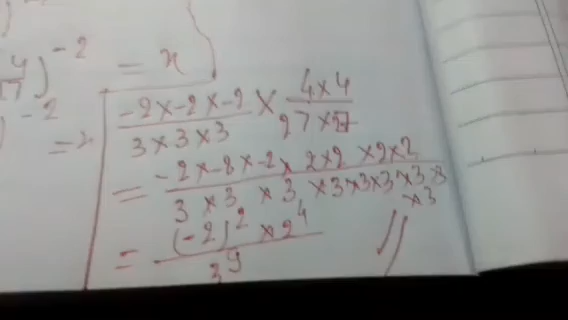 4/17)^-2 = x
)^-2 = x
(-2 × -2 × -2)/(3 × 3 × 3) × (4 × 4)/(27 × 27)
= (-2 × -2 × -2 × 2 × 2 × 2 × 2)/(3 × 3 × 3 × 3 × 3 × 3 × 3 × 3 × 3)
= ((-2)^2 × 2^4)/3^9 //